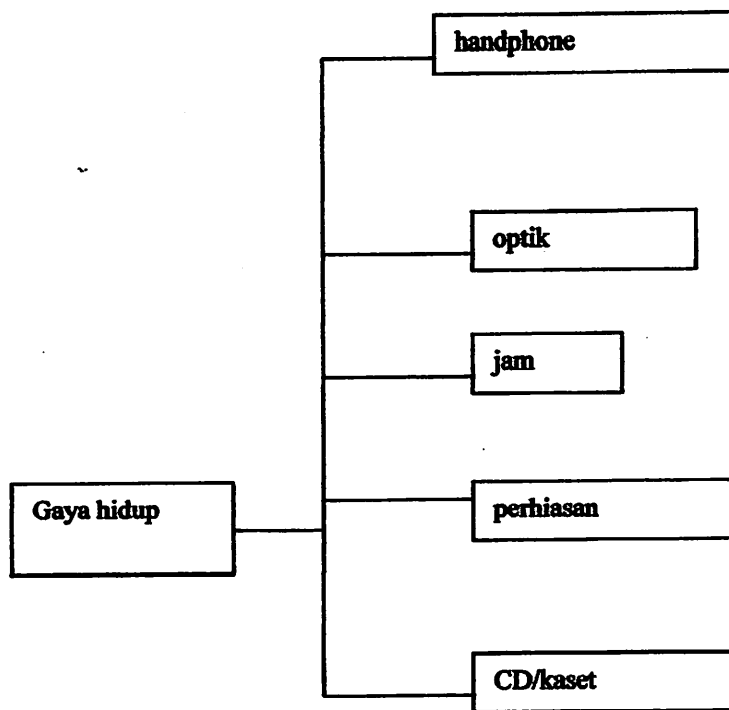 handphone
optik
jam
Gaya hidup
perhiasan
CD/kaset